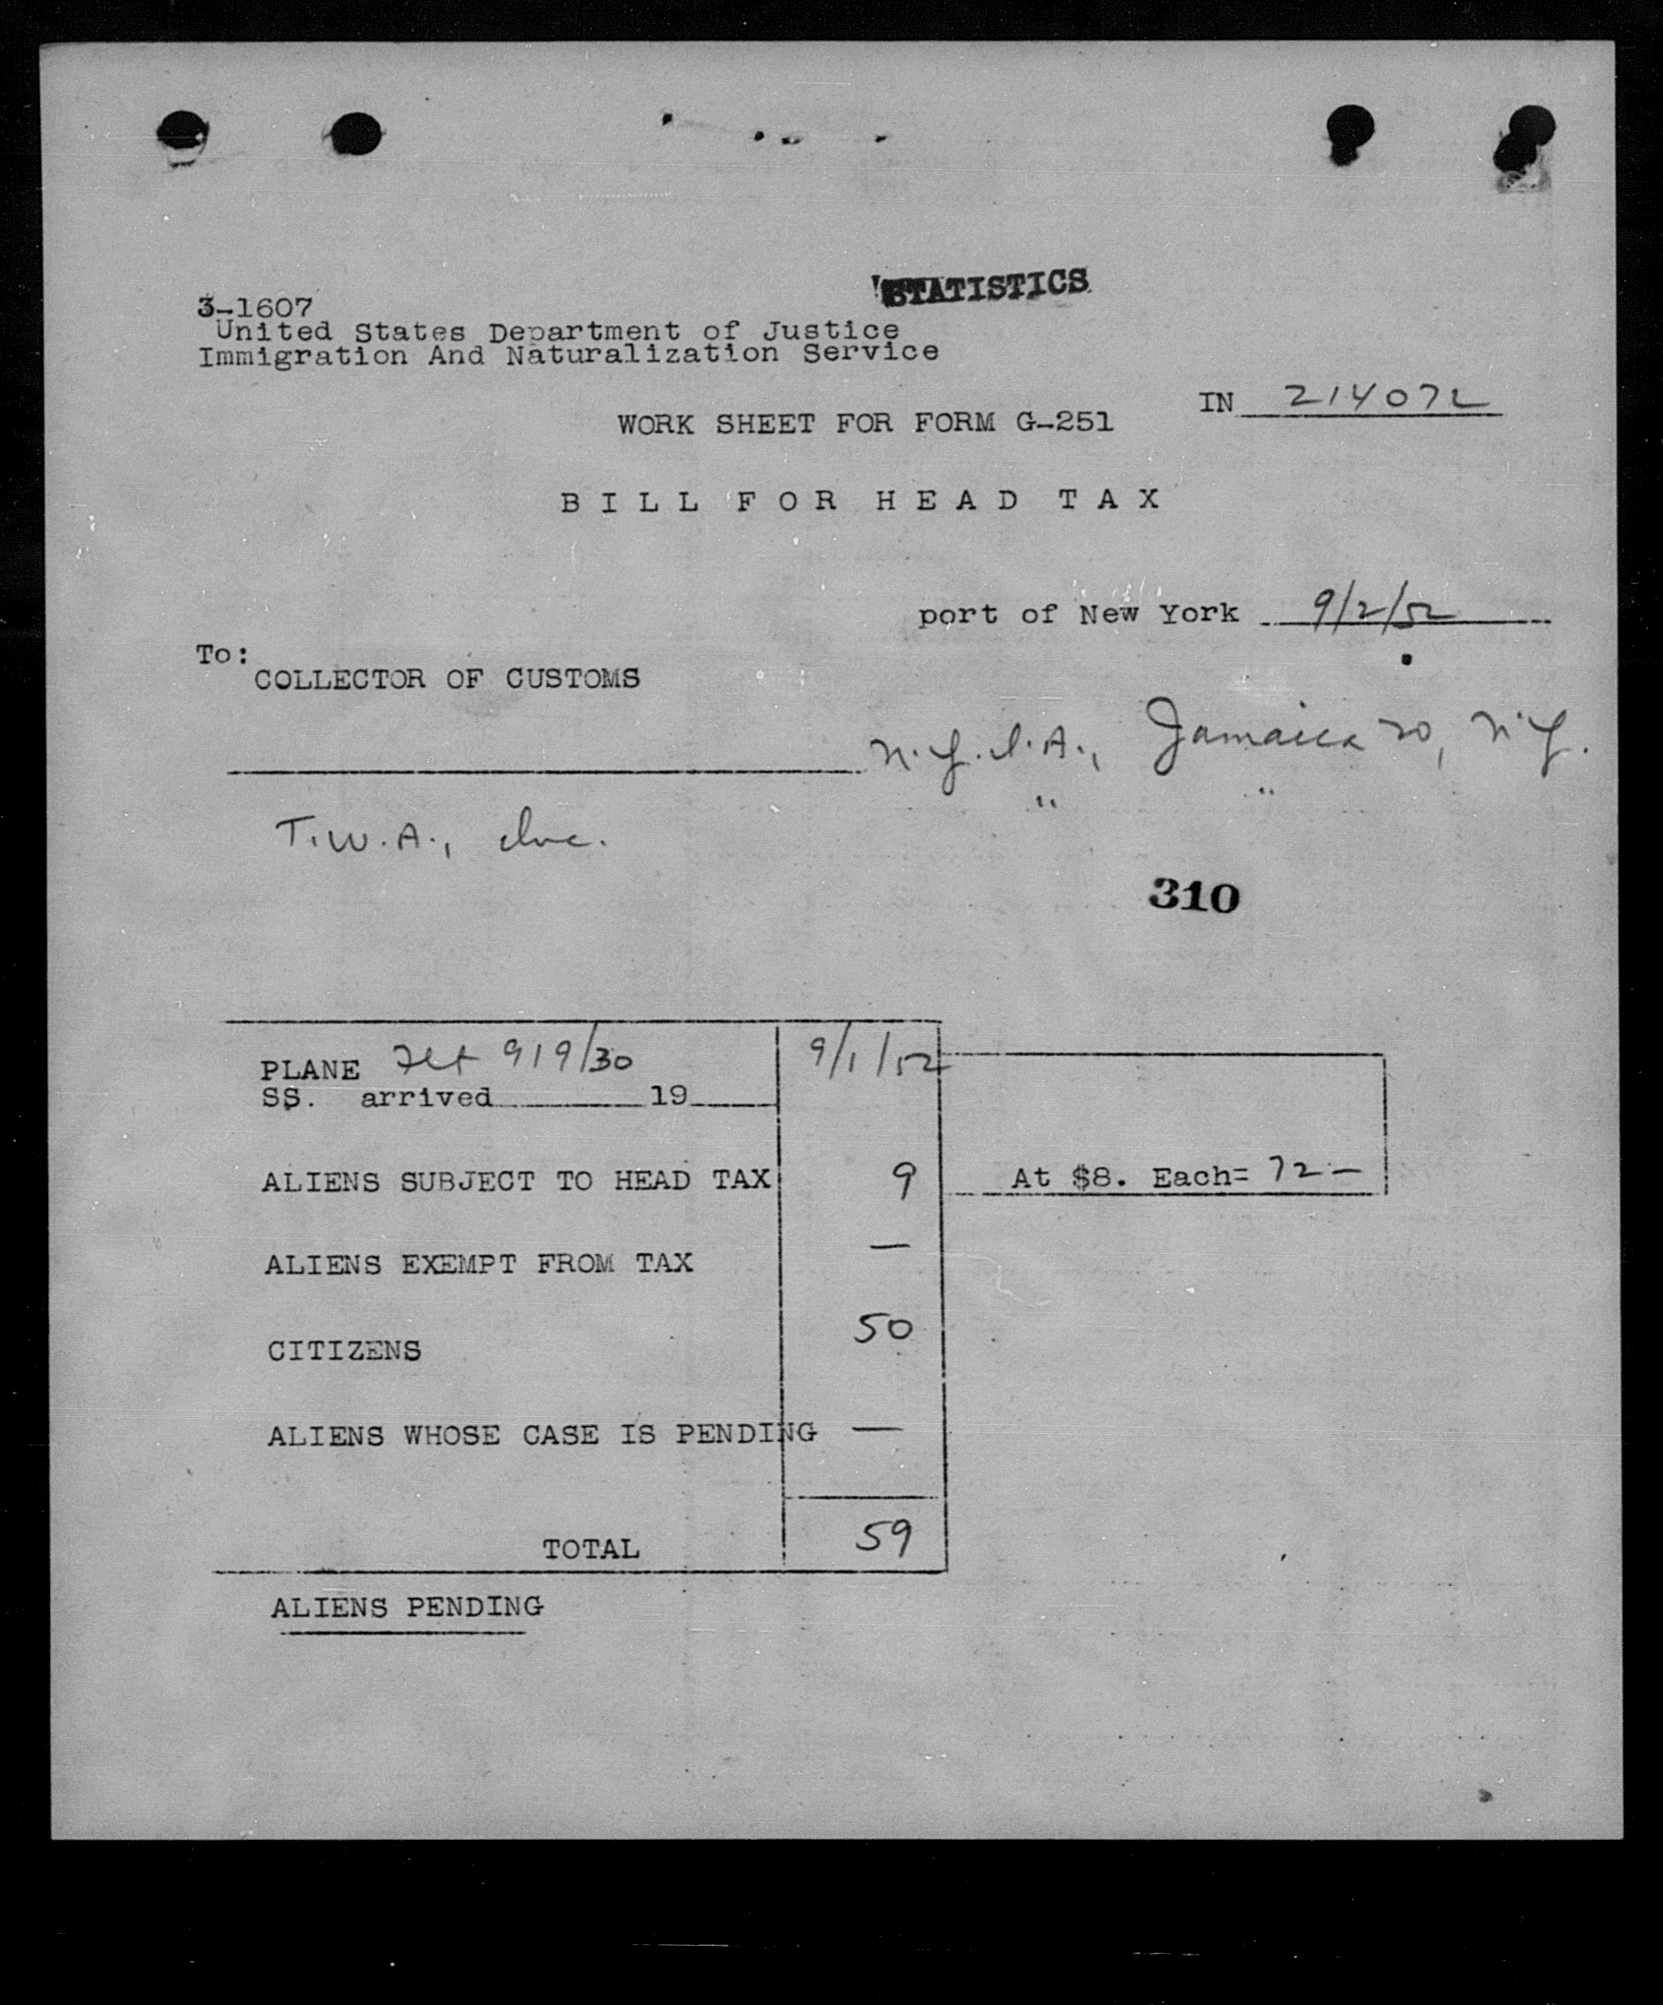 STATISTICS
3-1607
United States Department of Justice
Immigration And Naturalization Service
IN 214072
WORK SHEET FOR FORM G-251
BILL FOR HEAD TAX
port of New York 9/2/52
To:
COLLECTOR OF CUSTOMS
N.Y.I.A., Jamaica 20, N.Y.
" "
T.W.A., Inc.
310
PLANE Flt 919/30 9/1/52
SS. arrived 19
ALIENS SUBJECT TO HEAD TAX 9 At $8. Each= 72 —
ALIENS EXEMPT FROM TAX —
CITIZENS 50
ALIENS WHOSE CASE IS PENDING —
TOTAL 59
ALIENS PENDING